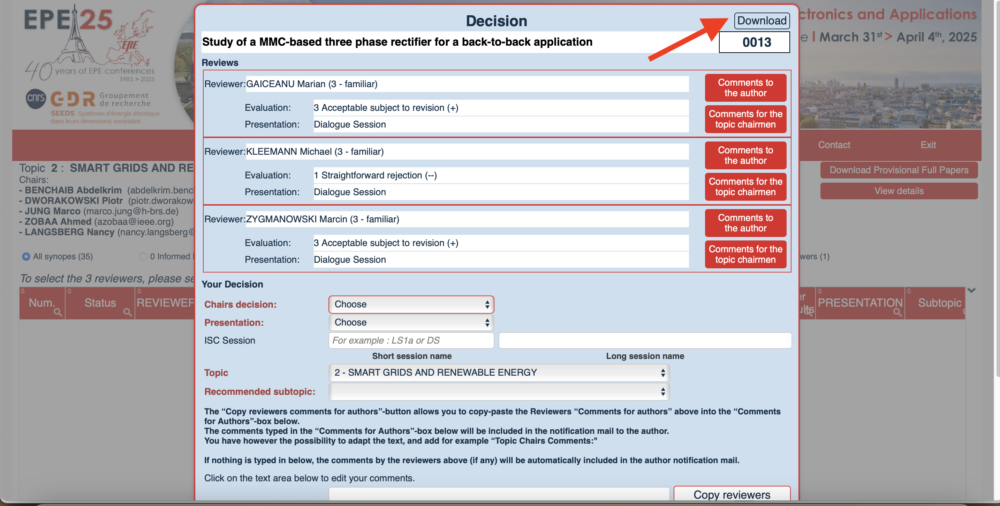 EPE 25
EPE
40 years of EPE conferences
1985 > 2025
cnrs GDR Groupement
de recherche
SEEDS Systèmes d'énergie électrique
dans leurs dimensions sociétales
ctronics and Applications
e I March 31st > April 4th, 2025
Contact Exit
Topic 2 : SMART GRIDS AND RE
Chairs:
- BENCHAIB Abdelkrim (abdelkrim.benc
- DWORAKOWSKI Piotr (piotr.dworakow
- JUNG Marco (marco.jung@h-brs.de)
- ZOBAA Ahmed (azobaa@ieee.org)
- LANGSBERG Nancy (nancy.langsberg@
Download Provisional Full Papers
View details
All synopes (35) 0 Informed wers (1)
To select the 3 reviewers, please se
Num. Status REVIEWER er PRESENTATION Subtopic
ults
Decision
Download
Study of a MMC-based three phase rectifier for a back-to-back application
0013
Reviews
Reviewer: GAICEANU Marian (3 - familiar)
Comments to
the author
Evaluation: 3 Acceptable subject to revision (+)
Comments for the
topic chairmen
Presentation: Dialogue Session
Reviewer: KLEEMANN Michael (3 - familiar)
Comments to
the author
Evaluation: 1 Straightforward rejection (--)
Comments for the
topic chairmen
Presentation: Dialogue Session
Reviewer: ZYGMANOWSKI Marcin (3 - familiar)
Comments to
the author
Evaluation: 3 Acceptable subject to revision (+)
Comments for the
topic chairmen
Presentation: Dialogue Session
Your Decision
Chairs decision: Choose
Presentation: Choose
ISC Session For example : LS1a or DS
Short session name Long session name
Topic 2 - SMART GRIDS AND RENEWABLE ENERGY
Recommended subtopic:
The “Copy reviewers comments for authors”-button allows you to copy-paste the Reviewers “Comments for authors” above into the “Comments
for Authors”-box below.
The comments typed in the “Comments for Authors”-box below will be included in the notification mail to the author.
You have however the possibility to adapt the text, and add for example “Topic Chairs Comments:"
If nothing is typed in below, the comments by the reviewers above (if any) will be automatically included in the author notification mail.
Click on the text area below to edit your comments.
Copy reviewers